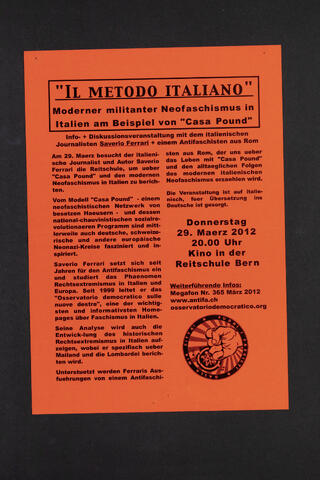 "IL METODO ITALIANO"
Moderner militanter Neofaschismus in
Italien am Beispiel von "Casa Pound"
Info- + Diskussionsveranstaltung mit dem italienischen
Journalisten Saverio Ferrari + einem Antifaschisten aus Rom
Am 29. Maerz besucht der italieni-
sche Journalist und Autor Saverio
Ferrari die Reitschule, um ueber
"Casa Pound" und den modernen
Neofaschismus in Italien zu berich-
ten.
Vom Modell "Casa Pound" - einem
neofaschistischen Netzwerk von
besetzen Haeusern - und dessen
national-chauvinistischen sozialre-
volutionaeren Programm sind mitt-
lerweile auch deutsche, schweize-
rische und andere europäische
Neonazi-Kreise fasziniert und in-
spiriert.
Saverio Ferrari setzt sich seit
Jahren für den Antifaschismus ein
und studiert das Phaenomen
Rechtsextremismus in Italien und
Europa. Seit 1999 leitet er das
"Osservatorio democratico sulle
nuove destre", eine der wichtig-
sten und informativsten Home-
pages über Faschismus in Italien.
Seine Analyse wird auch die
Entwick-lung des historischen
Rechtsextremismus in Italien auf-
zeigen, wobei er spezifisch ueber
Mailand und die Lombardei berich-
ten wird.
Unterstuetzt werden Ferraris Aus-
fuehrungen von einem Antifaschi-
sten aus Rom, der uns ueber
das Leben mit "Casa Pound"
und den alltaeglichen Folgen
des modernen italienischen
Neofaschismus erzaehlen wird.
Die Veranstaltung ist auf Italie-
nisch, fuer Übersetzung ins
Deutsche ist gesorgt.
Donnerstag
29. Maerz 2012
20.00 Uhr
Kino in der
Reitschule Bern
Weiterführende Infos:
Megafon Nr. 365 März 2012
www.antifa.ch
osservatoriodemocratico.org